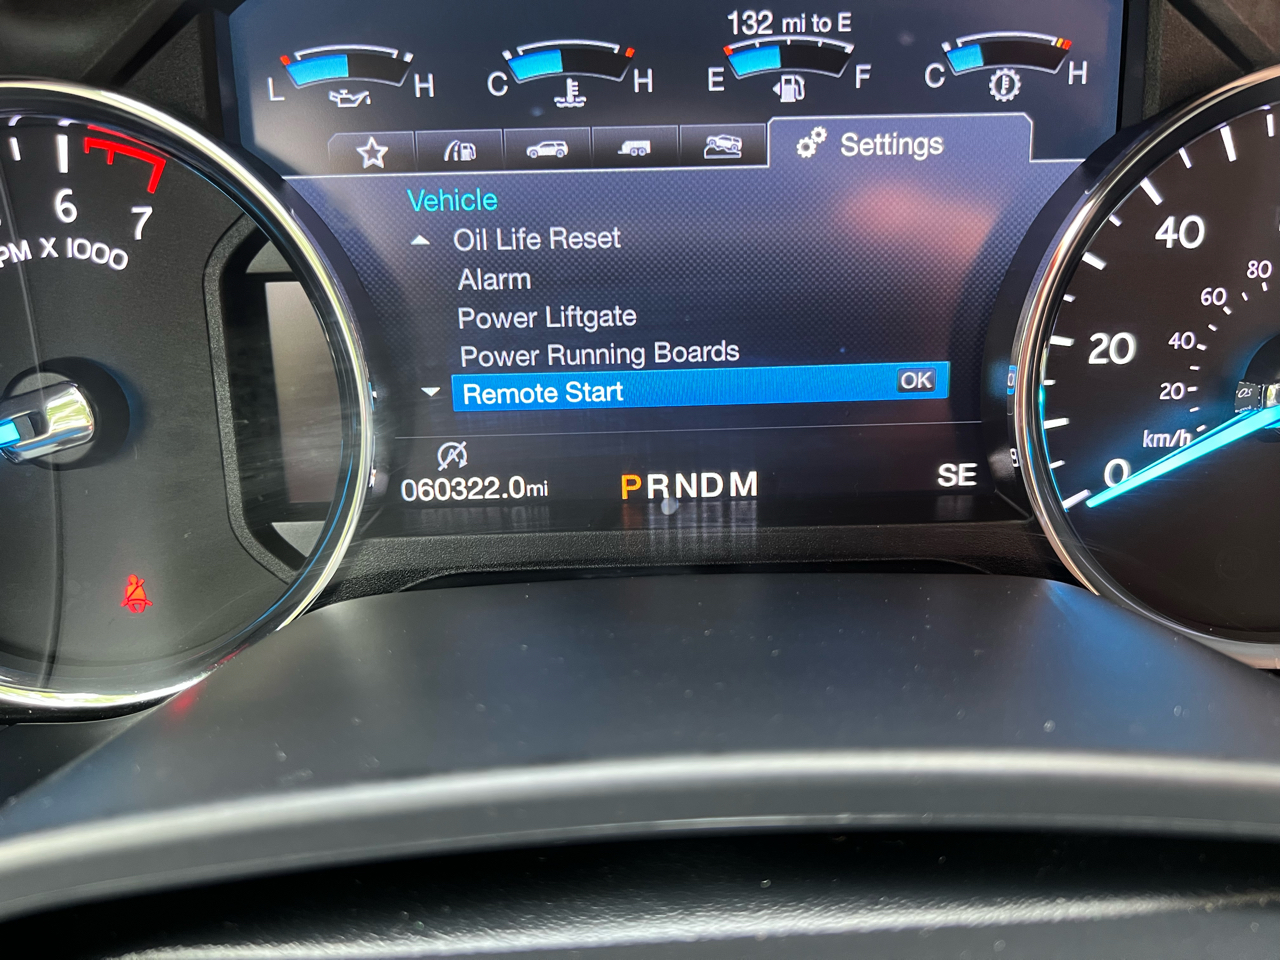 132 mi to E
L H
C H
E F
C H
Settings
Vehicle
Oil Life Reset
Alarm
Power Liftgate
Power Running Boards
Remote Start OK
060322.0mi
PRNDM
SE
6
7
PM X 1000
40
20
0
80
60
40
20
km/h